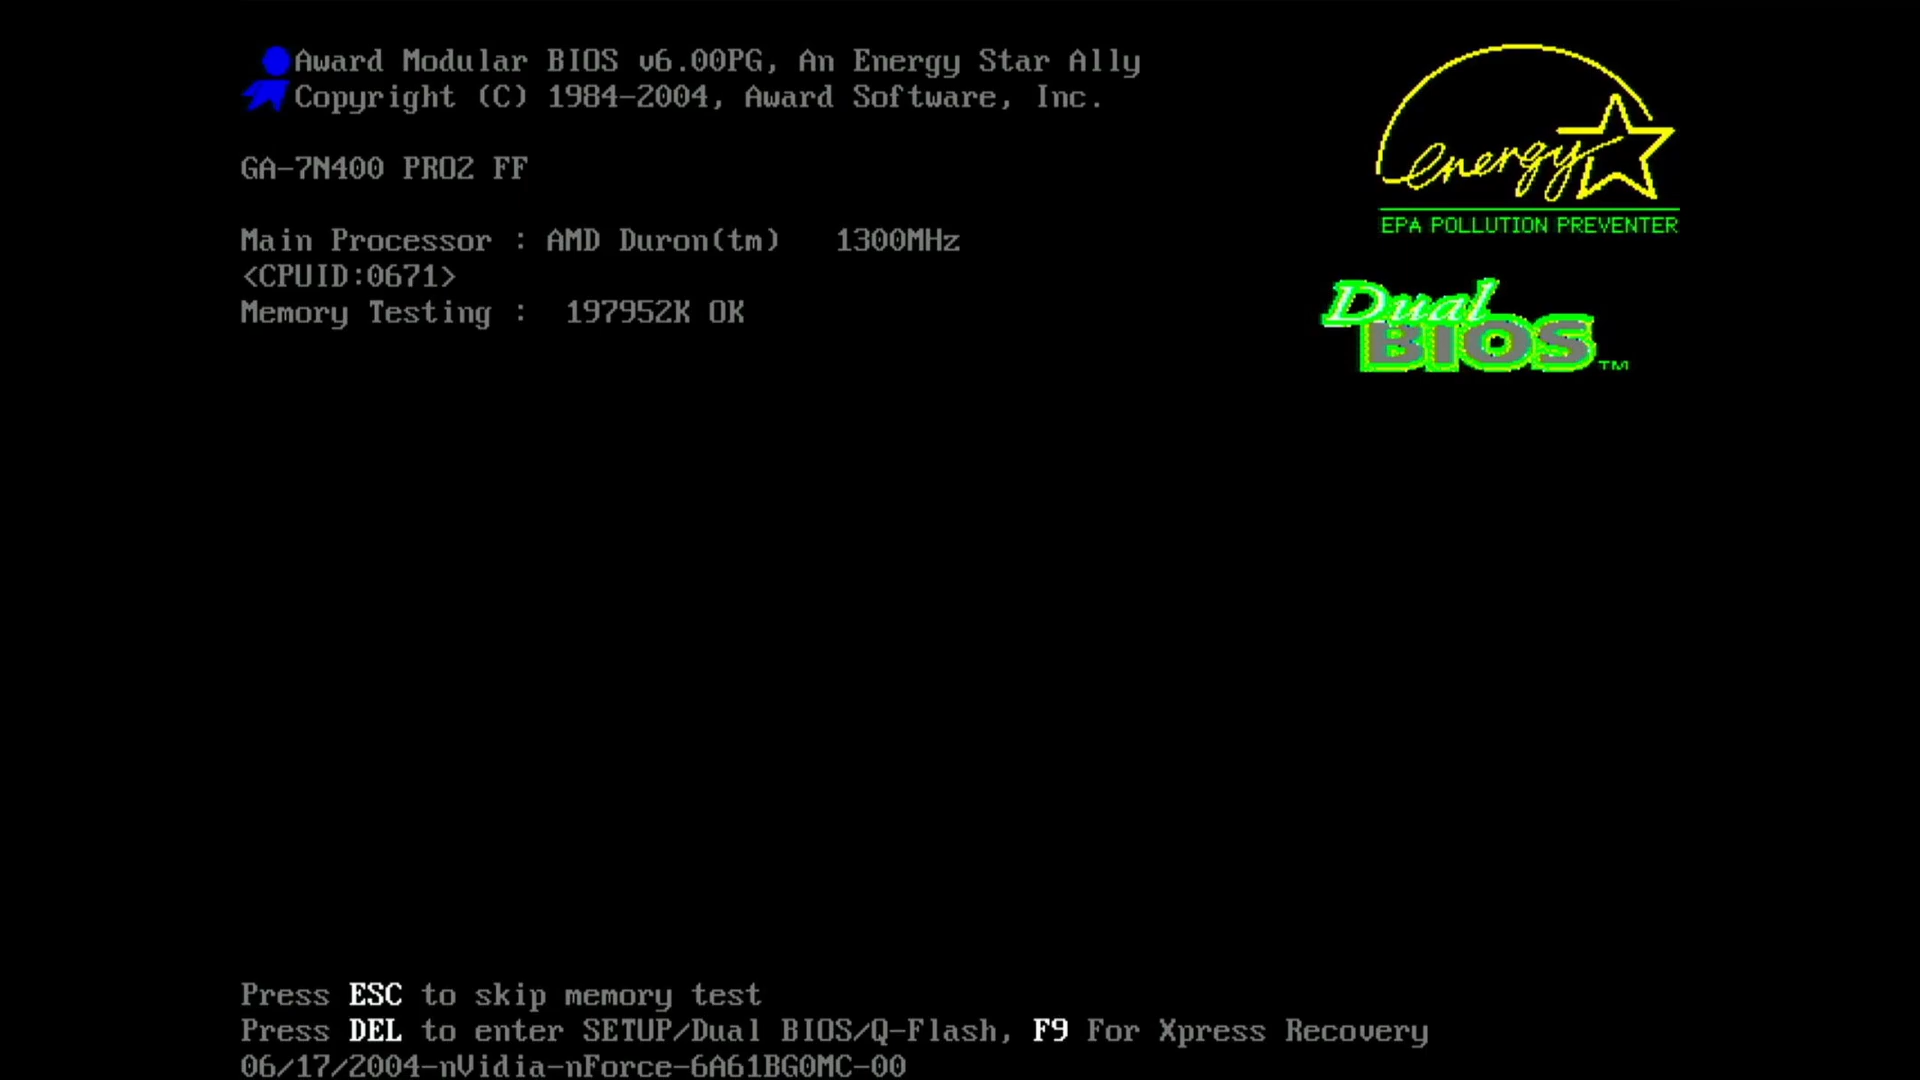 Award Modular BIOS v6.00PG, An Energy Star Ally
Copyright (C) 1984-2004, Award Software, Inc.
energy
EPA POLLUTION PREVENTER
GA-7N400 PRO2 FF
Main Processor : AMD Duron(tm) 1300MHz
<CPUID:0671>
Memory Testing : 197952K OK
Dual
BIOS™
Press ESC to skip memory test
Press DEL to enter SETUP/Dual BIOS/Q-Flash, F9 For Xpress Recovery
06/17/2004-nVidia-nForce-6A61BG0MC-00